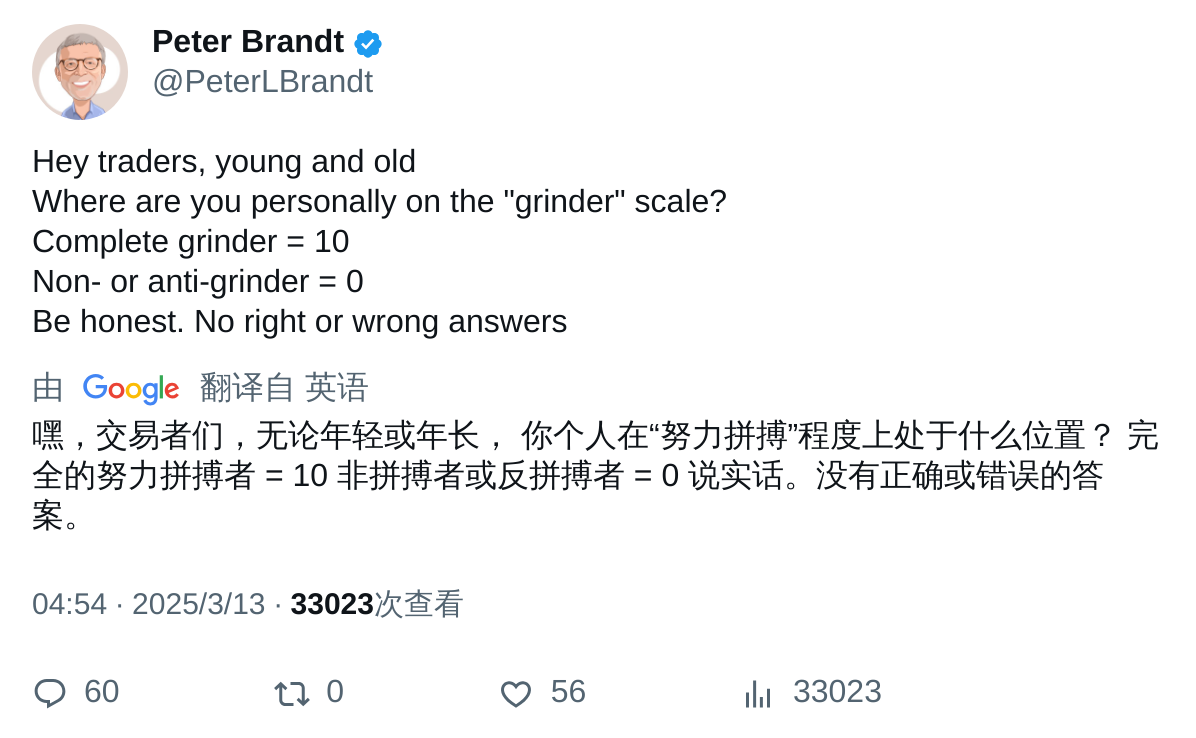 Peter Brandt
@PeterLBrandt
Hey traders, young and old
Where are you personally on the "grinder" scale?
Complete grinder = 10
Non- or anti-grinder = 0
Be honest. No right or wrong answers
由 Google 翻译自 英语
嘿，交易者们，无论年轻或年长， 你个人在“努力拼搏”程度上处于什么位置？ 完
全的努力拼搏者 = 10 非拼搏者或反拼搏者 = 0 说实话。没有正确或错误的答
案。
04:54 · 2025/3/13 · 33023次查看
60 0 56 33023